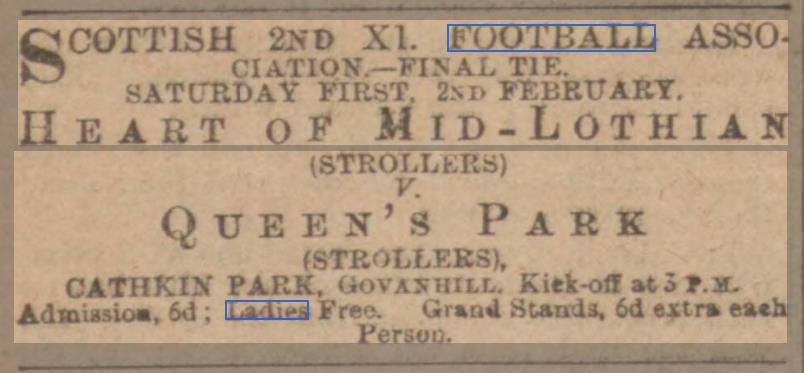 SCOTTISH 2ND XI. FOOTBALL ASSO-
CIATION.—FINAL TIE.
SATURDAY FIRST, 2ND FEBRUARY.
HEART OF MID-LOTHIAN
(STROLLERS)
V.
QUEEN'S PARK
(STROLLERS),
CATHKIN PARK, GOVANHILL. Kick-off at 3 P.M.
Admission, 6d; Ladies Free. Grand Stands, 6d extra each
Person.